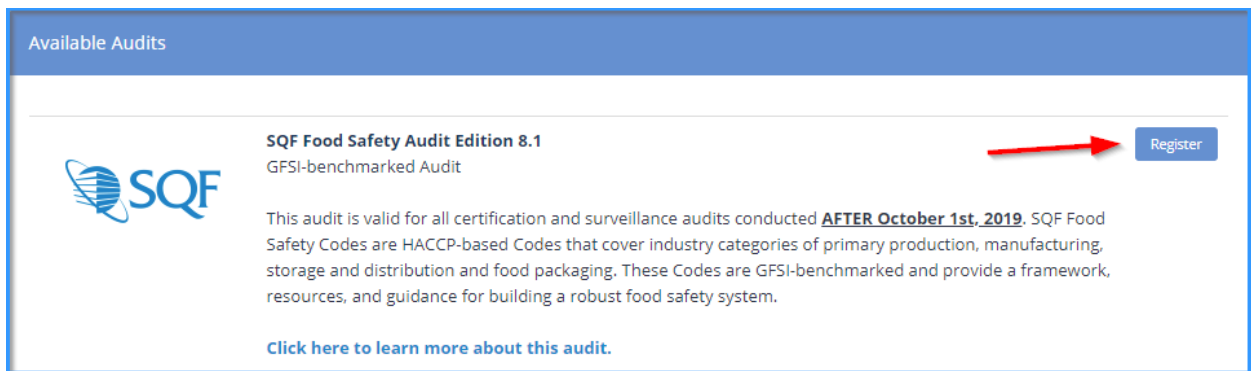 Available Audits
SQF Food Safety Audit Edition 8.1
Register
GFSI-benchmarked Audit
SQF
This audit is valid for all certification and surveillance audits conducted AFTER October 1st, 2019. SQF Food
Safety Codes are HACCP-based Codes that cover industry categories of primary production, manufacturing,
storage and distribution and food packaging. These Codes are GFSI-benchmarked and provide a framework,
resources, and guidance for building a robust food safety system.
Click here to learn more about this audit.